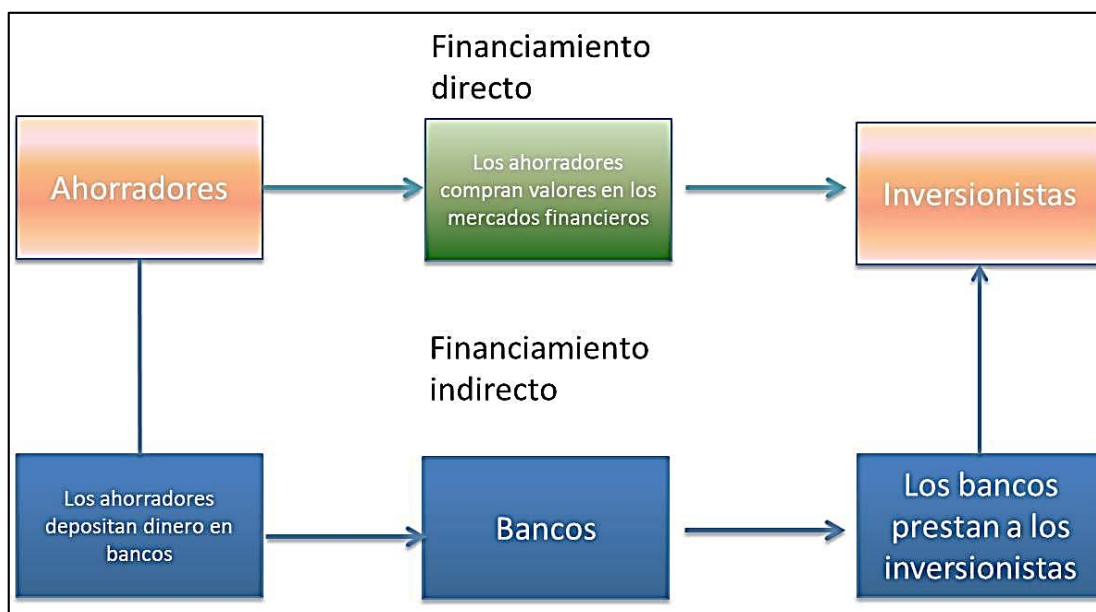 Financiamiento
directo
Ahorradores
Los ahorradores
compran valores en los
mercados financieros
Inversionistas
Financiamiento
indirecto
Los ahorradores
depositan dinero en
bancos
Bancos
Los bancos
prestan a los
inversionistas